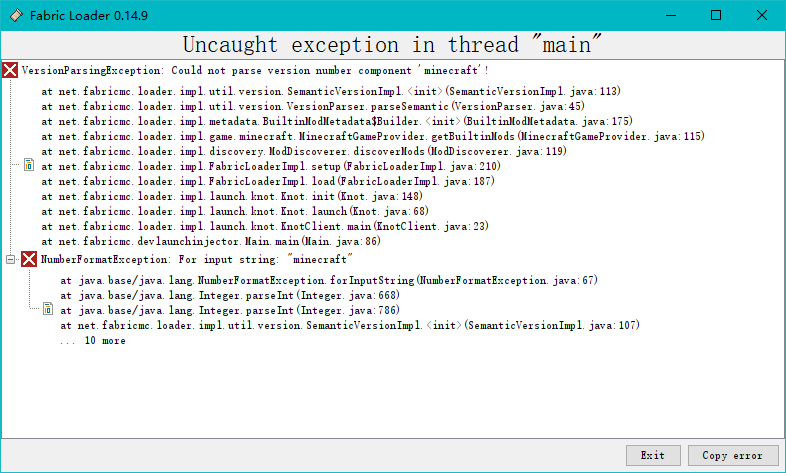 Fabric Loader 0.14.9
Uncaught exception in thread "main"
VersionParsingException: Could not parse version number component 'minecraft'!
at net.fabricmc.loader.impl.util.version.SemanticVersionImpl.<init>(SemanticVersionImpl.java:113)
at net.fabricmc.loader.impl.util.version.VersionParser.parseSemantic(VersionParser.java:45)
at net.fabricmc.loader.impl.metadata.BuiltinModMetadata$Builder.<init>(BuiltinModMetadata.java:175)
at net.fabricmc.loader.impl.game.minecraft.MinecraftGameProvider.getBuiltinMods(MinecraftGameProvider.java:115)
at net.fabricmc.loader.impl.discovery.ModDiscoverer.discoverMods(ModDiscoverer.java:119)
at net.fabricmc.loader.impl.FabricLoaderImpl.setup(FabricLoaderImpl.java:210)
at net.fabricmc.loader.impl.FabricLoaderImpl.load(FabricLoaderImpl.java:187)
at net.fabricmc.loader.impl.launch.knot.Knot.init(Knot.java:148)
at net.fabricmc.loader.impl.launch.knot.Knot.launch(Knot.java:68)
at net.fabricmc.loader.impl.launch.knot.KnotClient.main(KnotClient.java:23)
at net.fabricmc.devlaunchinjector.Main.main(Main.java:86)
NumberFormatException: For input string: "minecraft"
at java.base/java.lang.NumberFormatException.forInputString(NumberFormatException.java:67)
at java.base/java.lang.Integer.parseInt(Integer.java:668)
at java.base/java.lang.Integer.parseInt(Integer.java:786)
at net.fabricmc.loader.impl.util.version.SemanticVersionImpl.<init>(SemanticVersionImpl.java:107)
... 10 more
Exit
Copy error